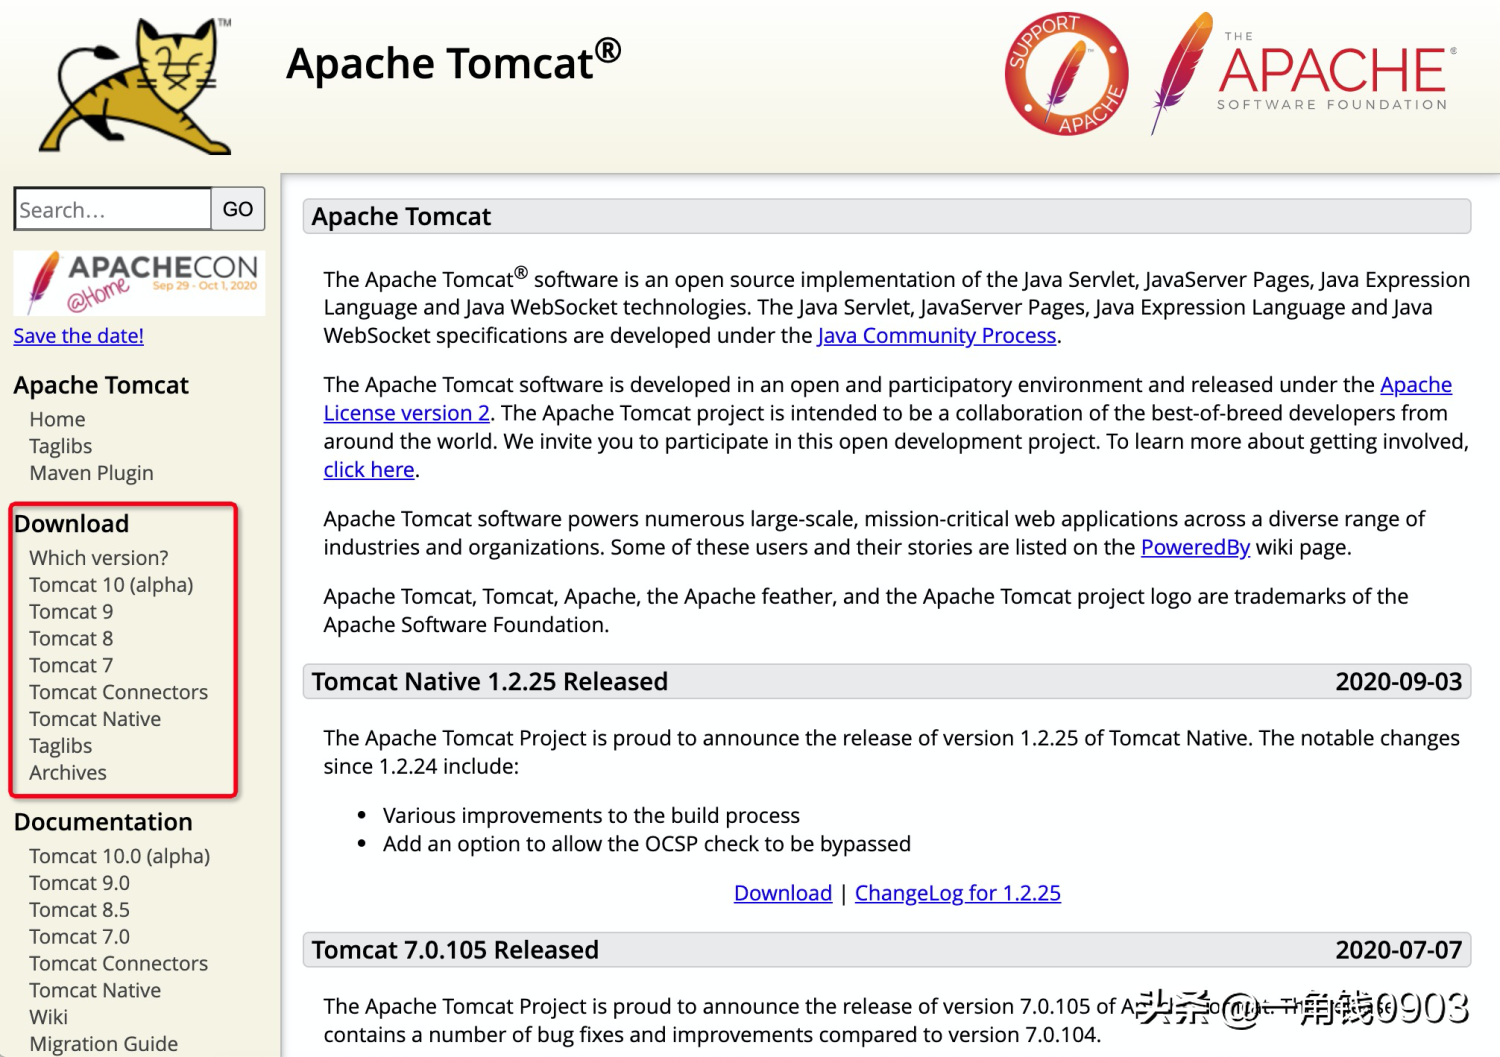 TM
Apache Tomcat®
SUPPORT
APACHE
THE
APACHE®
SOFTWARE FOUNDATION
Search...
GO
APACHECON
@Home
Sep 29 - Oct 1, 2020
Save the date!
Apache Tomcat
Home
Taglibs
Maven Plugin
Download
Which version?
Tomcat 10 (alpha)
Tomcat 9
Tomcat 8
Tomcat 7
Tomcat Connectors
Tomcat Native
Taglibs
Archives
Documentation
Tomcat 10.0 (alpha)
Tomcat 9.0
Tomcat 8.5
Tomcat 7.0
Tomcat Connectors
Tomcat Native
Wiki
Migration Guide
Apache Tomcat
The Apache Tomcat® software is an open source implementation of the Java Servlet, JavaServer Pages, Java Expression
Language and Java WebSocket technologies. The Java Servlet, JavaServer Pages, Java Expression Language and Java
WebSocket specifications are developed under the Java Community Process.
The Apache Tomcat software is developed in an open and participatory environment and released under the Apache
License version 2. The Apache Tomcat project is intended to be a collaboration of the best-of-breed developers from
around the world. We invite you to participate in this open development project. To learn more about getting involved,
click here.
Apache Tomcat software powers numerous large-scale, mission-critical web applications across a diverse range of
industries and organizations. Some of these users and their stories are listed on the PoweredBy wiki page.
Apache Tomcat, Tomcat, Apache, the Apache feather, and the Apache Tomcat project logo are trademarks of the
Apache Software Foundation.
Tomcat Native 1.2.25 Released 2020-09-03
The Apache Tomcat Project is proud to announce the release of version 1.2.25 of Tomcat Native. The notable changes
since 1.2.24 include:
• Various improvements to the build process
• Add an option to allow the OCSP check to be bypassed
Download | ChangeLog for 1.2.25
Tomcat 7.0.105 Released 2020-07-07
The Apache Tomcat Project is proud to announce the release of version 7.0.105 of
contains a number of bug fixes and improvements compared to version 7.0.104.
头条 @一角钱0903